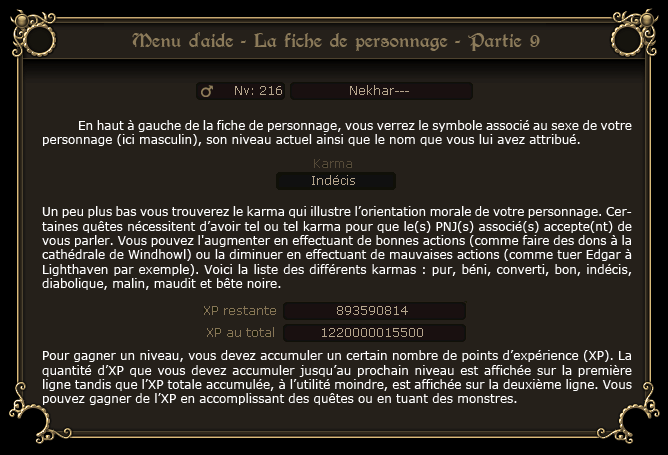 Menu d'aide - La fiche de personnage - Partie 9
♂ Nv: 216 Nekhar---
En haut à gauche de la fiche de personnage, vous verrez le symbole associé au sexe de votre
personnage (ici masculin), son niveau actuel ainsi que le nom que vous lui avez attribué.
Karma
Indécis
Un peu plus bas vous trouverez le karma qui illustre l'orientation morale de votre personnage. Cer-
taines quêtes nécessitent d'avoir tel ou tel karma pour que le(s) PNJ(s) associé(s) accepte(nt) de
vous parler. Vous pouvez l'augmenter en effectuant de bonnes actions (comme faire des dons à la
cathédrale de Windhowl) ou la diminuer en effectuant de mauvaises actions (comme tuer Edgar à
Lighthaven par exemple). Voici la liste des différents karmas : pur, béni, converti, bon, indécis,
diabolique, malin, maudit et bête noire.
XP restante 893590814
XP au total 1220000015500
Pour gagner un niveau, vous devez accumuler un certain nombre de points d'expérience (XP). La
quantité d'XP que vous devez accumuler jusqu'au prochain niveau est affichée sur la première
ligne tandis que l'XP totale accumulée, à l'utilité moindre, est affichée sur la deuxième ligne. Vous
pouvez gagner de l'XP en accomplissant des quêtes ou en tuant des monstres.